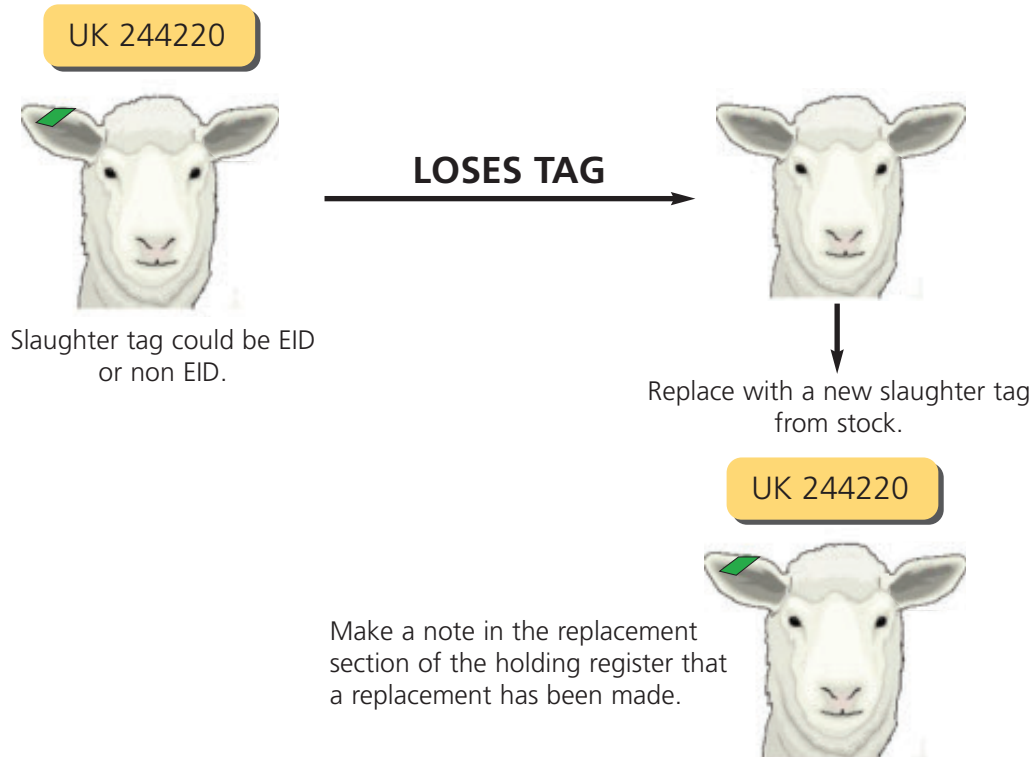 UK 244220
LOSES TAG
Slaughter tag could be EID
or non EID.
Replace with a new slaughter tag
from stock.
UK 244220
Make a note in the replacement
section of the holding register that
a replacement has been made.